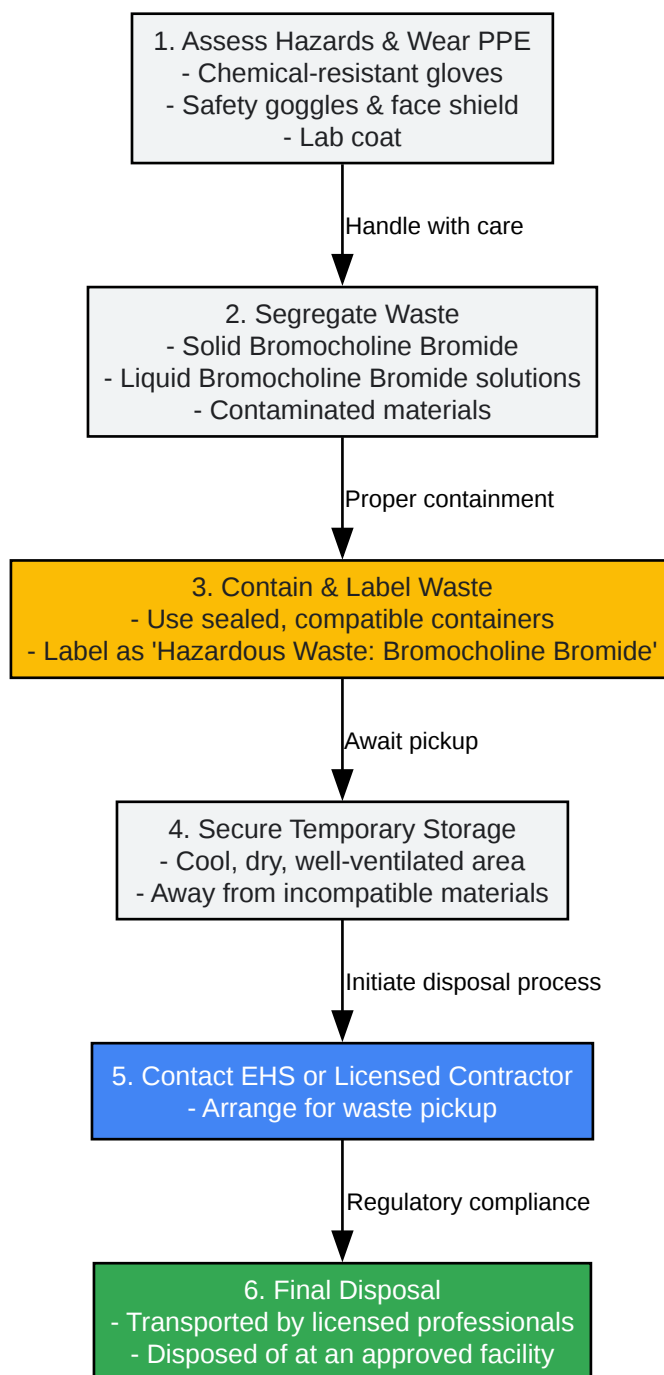 1. Assess Hazards & Wear PPE
- Chemical-resistant gloves
- Safety goggles & face shield
- Lab coat
Handle with care
2. Segregate Waste
- Solid Bromocholine Bromide
- Liquid Bromocholine Bromide solutions
- Contaminated materials
Proper containment
3. Contain & Label Waste
- Use sealed, compatible containers
- Label as 'Hazardous Waste: Bromocholine Bromide'
Await pickup
4. Secure Temporary Storage
- Cool, dry, well-ventilated area
- Away from incompatible materials
Initiate disposal process
5. Contact EHS or Licensed Contractor
- Arrange for waste pickup
Regulatory compliance
6. Final Disposal
- Transported by licensed professionals
- Disposed of at an approved facility